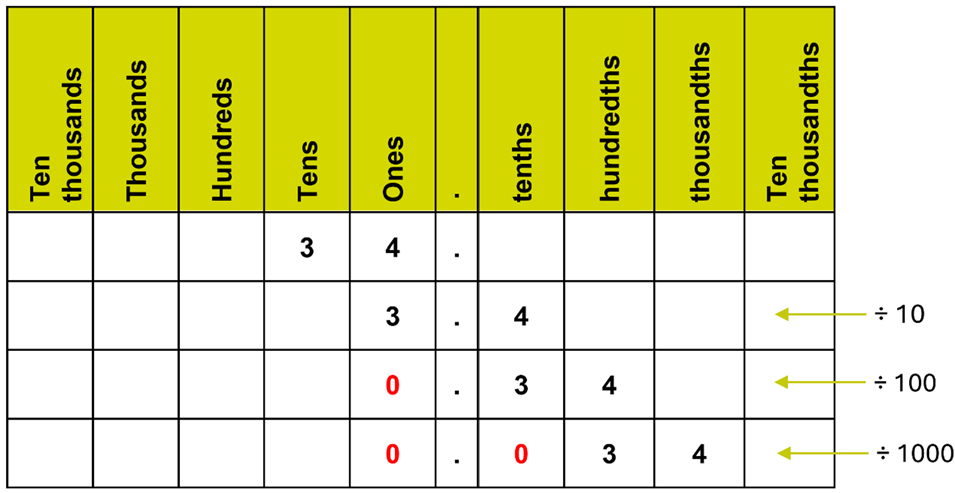 Ten thousands Thousands Hundreds Tens Ones . tenths hundredths thousandths Ten thousandths
3 4 .
3 . 4 ÷ 10
0 . 3 4 ÷ 100
0 . 0 3 4 ÷ 1000